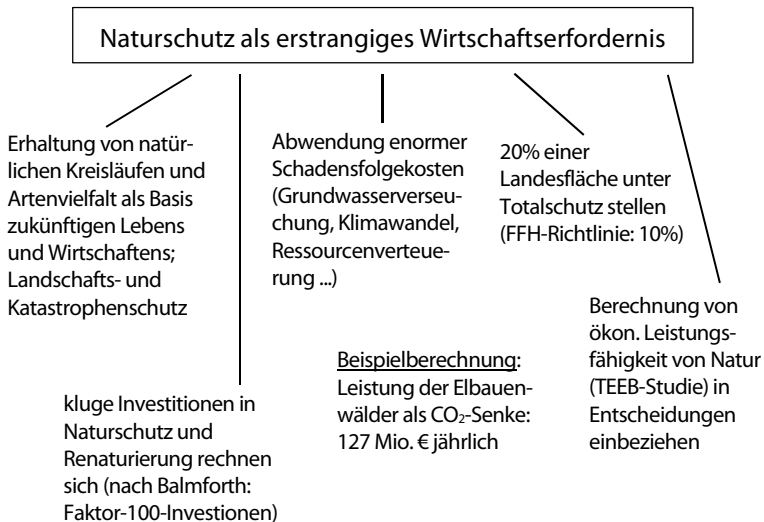 Naturschutz als erstrangiges Wirtschaftserfordernis
Erhaltung von natür-
lichen Kreisläufen und
Artenvielfalt als Basis
zukünftigen Lebens
und Wirtschaftens;
Landschafts- und
Katastrophenschutz
kluge Investitionen in
Naturschutz und
Renaturierung rechnen
sich (nach Balmforth:
Faktor-100-Investionen)
Abwendung enormer
Schadensfolgekosten
(Grundwasserverseu-
chung, Klimawandel,
Ressourcenverteue-
rung ...)
Beispielberechnung:
Leistung der Elbauen-
wälder als CO₂-Senke:
127 Mio. € jährlich
20% einer
Landesfläche unter
Totalschutz stellen
(FFH-Richtlinie: 10%)
Berechnung von
ökon. Leistungs-
fähigkeit von Natur
(TEEB-Studie) in
Entscheidungen
einbeziehen